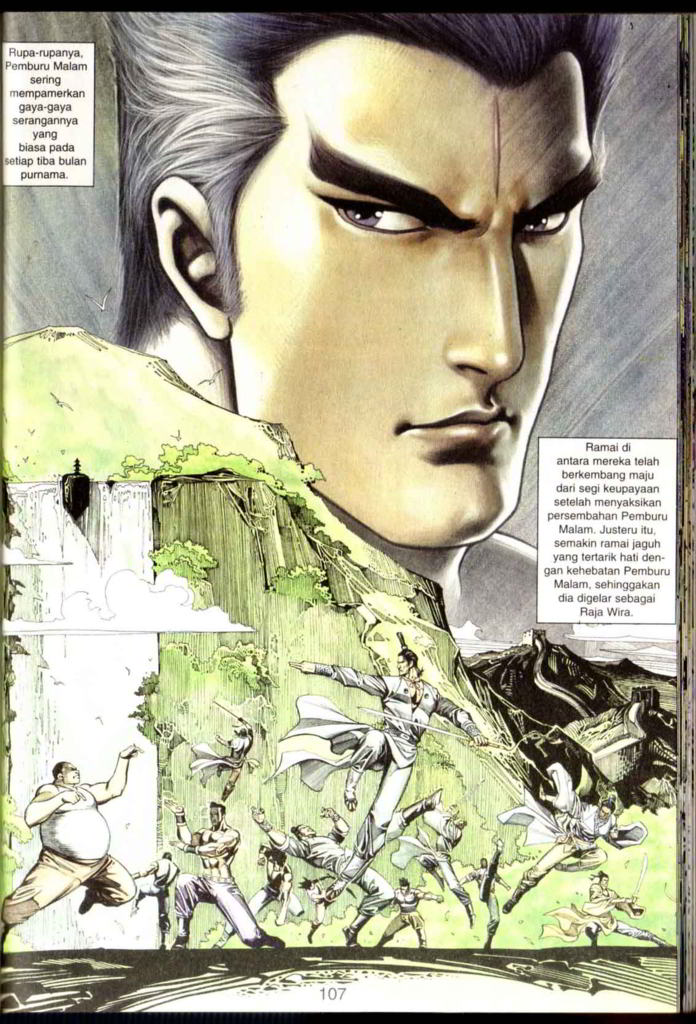 Rupa-rupanya,
Pemburu Malam
sering
mempamerkan
gaya-gaya
serangannya
yang
biasa pada
setiap tiba bulan
purnama.
Ramai di
antara mereka telah
berkembang maju
dari segi keupayaan
setelah menyaksikan
persembahan Pemburu
Malam. Justeru itu,
semakin ramai jaguh
yang tertarik hati den-
gan kehebatan Pemburu
Malam, sehinggakan
dia digelar sebagai
Raja Wira.
107